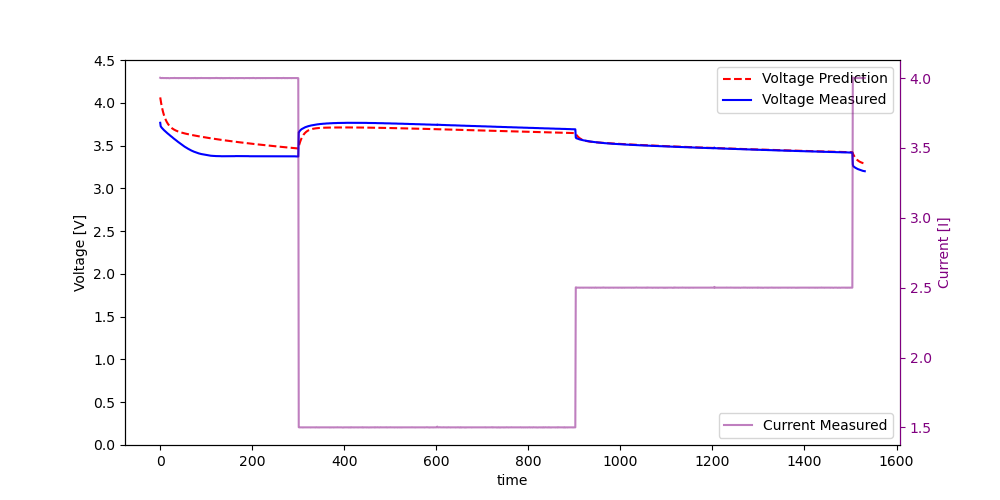 Voltage Prediction
Voltage Measured
Current Measured
Voltage [V]
4.5
4.0
3.5
3.0
2.5
2.0
1.5
1.0
0.5
0.0
Current [I]
4.0
3.5
3.0
2.5
2.0
1.5
0 200 400 600 800 1000 1200 1400 1600
time